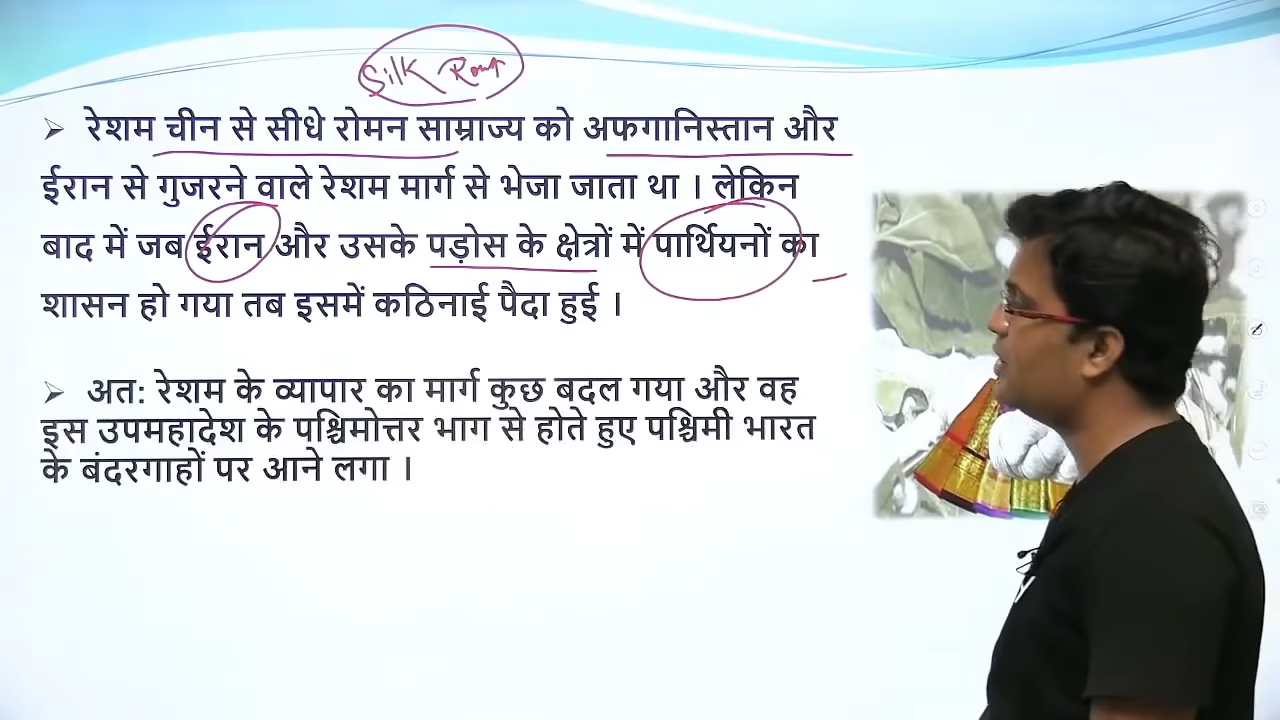 Silk Rout
➢ रेशम चीन से सीधे रोमन साम्राज्य को अफगानिस्तान और
ईरान से गुजरने वाले रेशम मार्ग से भेजा जाता था । लेकिन
बाद में जब ईरान और उसके पड़ोस के क्षेत्रों में पार्थियनों का
शासन हो गया तब इसमें कठिनाई पैदा हुई ।
➢ अत: रेशम के व्यापार का मार्ग कुछ बदल गया और वह
इस उपमहादेश के पश्चिमोत्तर भाग से होते हुए पश्चिमी भारत
के बंदरगाहों पर आने लगा ।